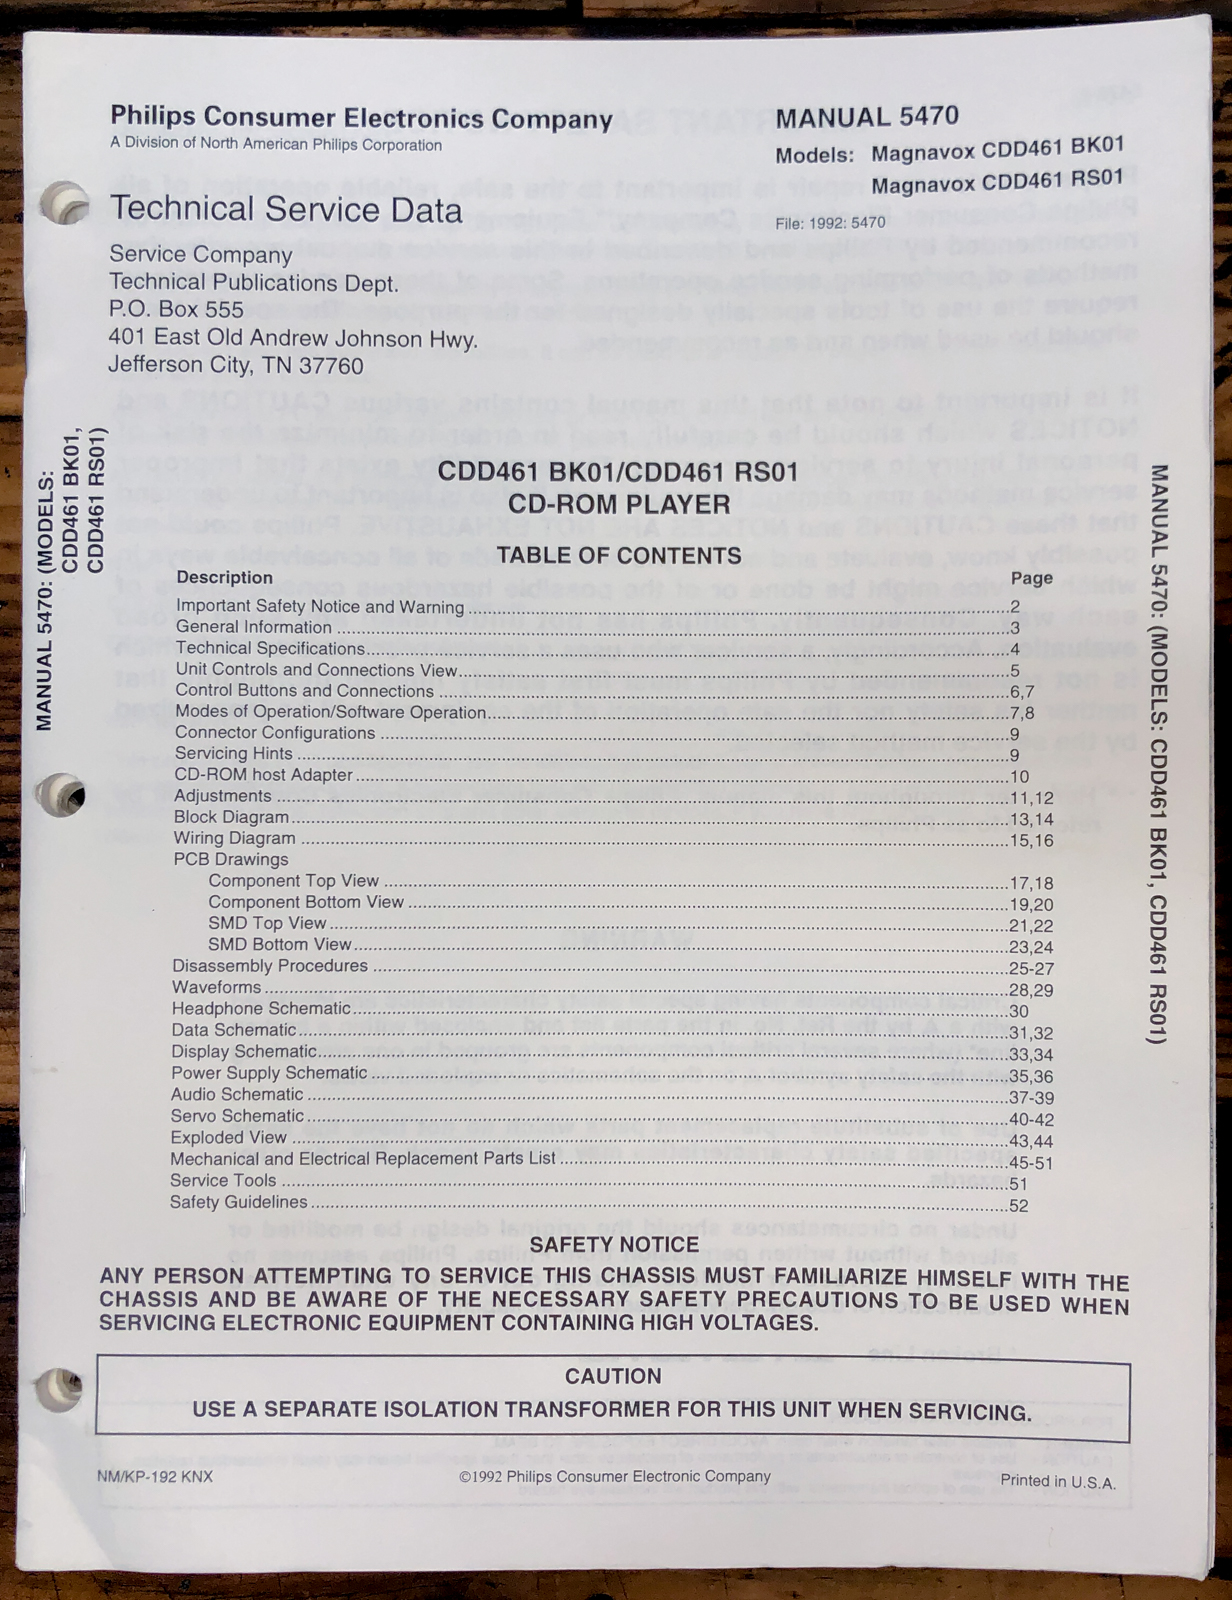 Philips Consumer Electronics Company
A Division of North American Philips Corporation
Technical Service Data
Service Company
Technical Publications Dept.
P.O. Box 555
401 East Old Andrew Johnson Hwy.
Jefferson City, TN 37760
MANUAL 5470
Models: Magnavox CDD461 BK01
Magnavox CDD461 RS01
File: 1992: 5470
MANUAL 5470: (MODELS:
CDD461 BK01,
CDD461 RS01)
MANUAL 5470: (MODELS: CDD461 BK01, CDD461 RS01)
CDD461 BK01/CDD461 RS01
CD-ROM PLAYER
TABLE OF CONTENTS
Description Page
Important Safety Notice and Warning 2
General Information 3
Technical Specifications 4
Unit Controls and Connections View 5
Control Buttons and Connections 6,7
Modes of Operation/Software Operation 7,8
Connector Configurations 9
Servicing Hints 9
CD-ROM host Adapter 10
Adjustments 11,12
Block Diagram 13,14
Wiring Diagram 15,16
PCB Drawings
Component Top View 17,18
Component Bottom View 19,20
SMD Top View 21,22
SMD Bottom View 23,24
Disassembly Procedures 25-27
Waveforms 28,29
Headphone Schematic 30
Data Schematic 31,32
Display Schematic 33,34
Power Supply Schematic 35,36
Audio Schematic 37-39
Servo Schematic 40-42
Exploded View 43,44
Mechanical and Electrical Replacement Parts List 45-51
Service Tools 51
Safety Guidelines 52
SAFETY NOTICE
ANY PERSON ATTEMPTING TO SERVICE THIS CHASSIS MUST FAMILIARIZE HIMSELF WITH THE
CHASSIS AND BE AWARE OF THE NECESSARY SAFETY PRECAUTIONS TO BE USED WHEN
SERVICING ELECTRONIC EQUIPMENT CONTAINING HIGH VOLTAGES.
CAUTION
USE A SEPARATE ISOLATION TRANSFORMER FOR THIS UNIT WHEN SERVICING.
NM/KP-192 KNX
©1992 Philips Consumer Electronic Company
Printed in U.S.A.